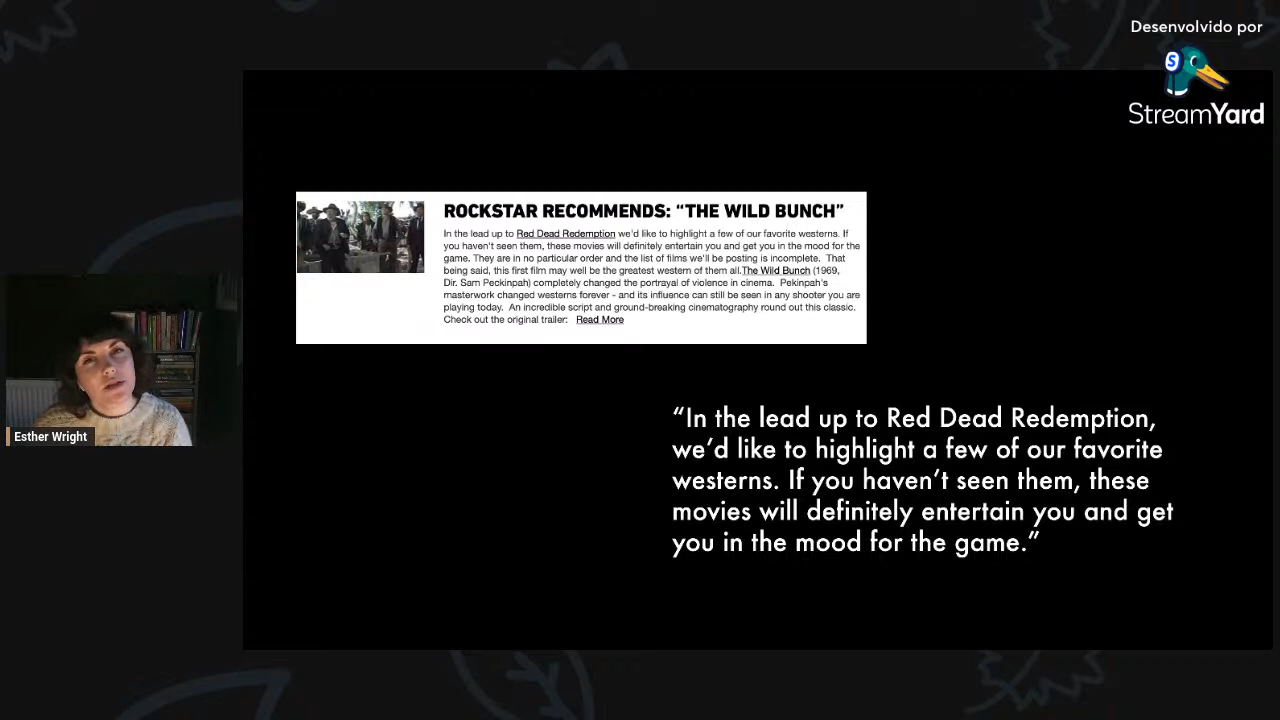 Desenvolvido por
StreamYard
ROCKSTAR RECOMMENDS: “THE WILD BUNCH”
In the lead up to Red Dead Redemption we'd like to highlight a few of our favorite westerns. If
you haven't seen them, these movies will definitely entertain you and get you in the mood for the
game. They are in no particular order and the list of films we'll be posting is incomplete.  That
being said, this first film may well be the greatest western of them all.The Wild Bunch (1969,
Dir. Sam Peckinpah) completely changed the portrayal of violence in cinema.  Pekinpah's
masterwork changed westerns forever - and its influence can still be seen in any shooter you are
playing today.  An incredible script and ground-breaking cinematography round out this classic.
Check out the original trailer:   Read More
“In the lead up to Red Dead Redemption,
we’d like to highlight a few of our favorite
westerns. If you haven’t seen them, these
movies will definitely entertain you and get
you in the mood for the game.”
Esther Wright